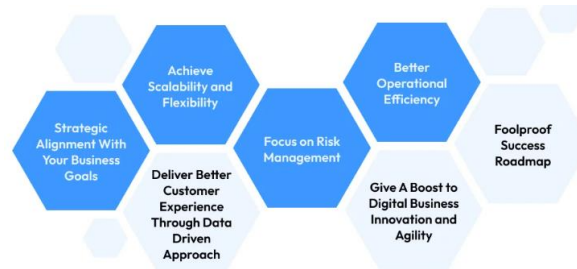 Strategic
Alignment With
Your Business
Goals
Achieve
Scalability and
Flexibility
Deliver Better
Customer
Experience
Through Data
Driven
Approach
Focus on Risk
Management
Better
Operational
Efficiency
Give A Boost to
Digital Business
Innovation and
Agility
Foolproof
Success
Roadmap